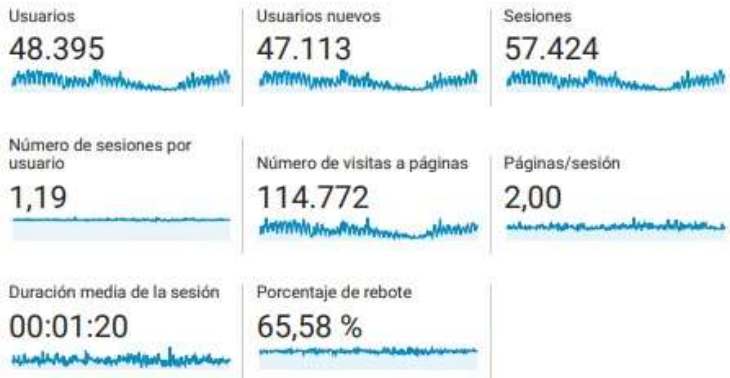 Usuarios
48.395
Usuarios nuevos
47.113
Sesiones
57.424
Número de sesiones por
usuario
1,19
Número de visitas a páginas
114.772
Páginas/sesión
2,00
Duración media de la sesión
00:01:20
Porcentaje de rebote
65,58 %